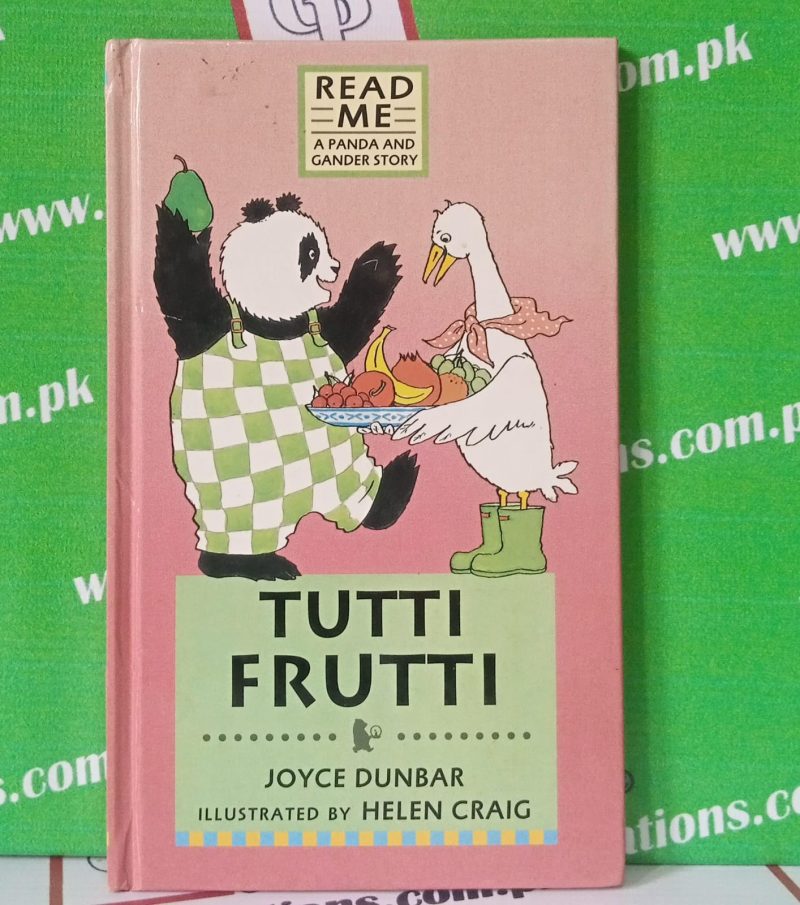 READ
ME
A PANDA AND
GANDER STORY
TUTTI
FRUTTI
JOYCE DUNBAR
ILLUSTRATED BY HELEN CRAIG
om.pk
www.
www
.pk
s.com.p
w
s.com
ations.c
tions.com.p